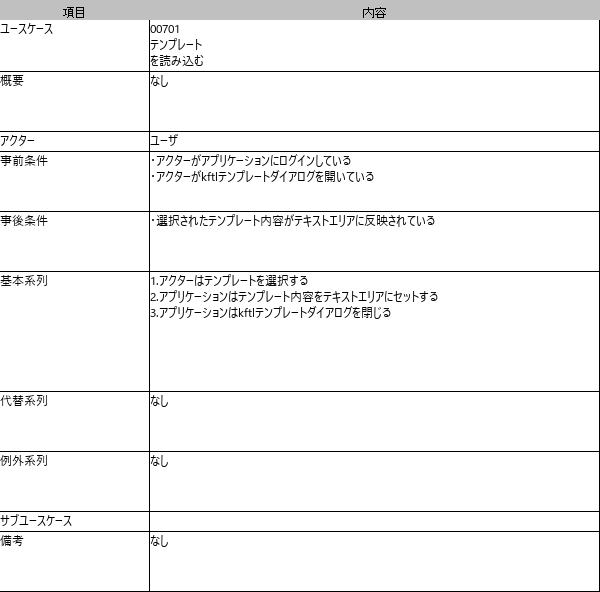 項目 内容
ユースケース 00701
テンプレート
を読み込む
概要 なし
アクター ユーザ
事前条件 ・アクターがアプリケーションにログインしている
・アクターがkftlテンプレートダイアログを開いている
事後条件 ・選択されたテンプレート内容がテキストエリアに反映されている
基本系列 1.アクターはテンプレートを選択する
2.アプリケーションはテンプレート内容をテキストエリアにセットする
3.アプリケーションはkftlテンプレートダイアログを閉じる
代替系列 なし
例外系列 なし
サブユースケース
備考 なし